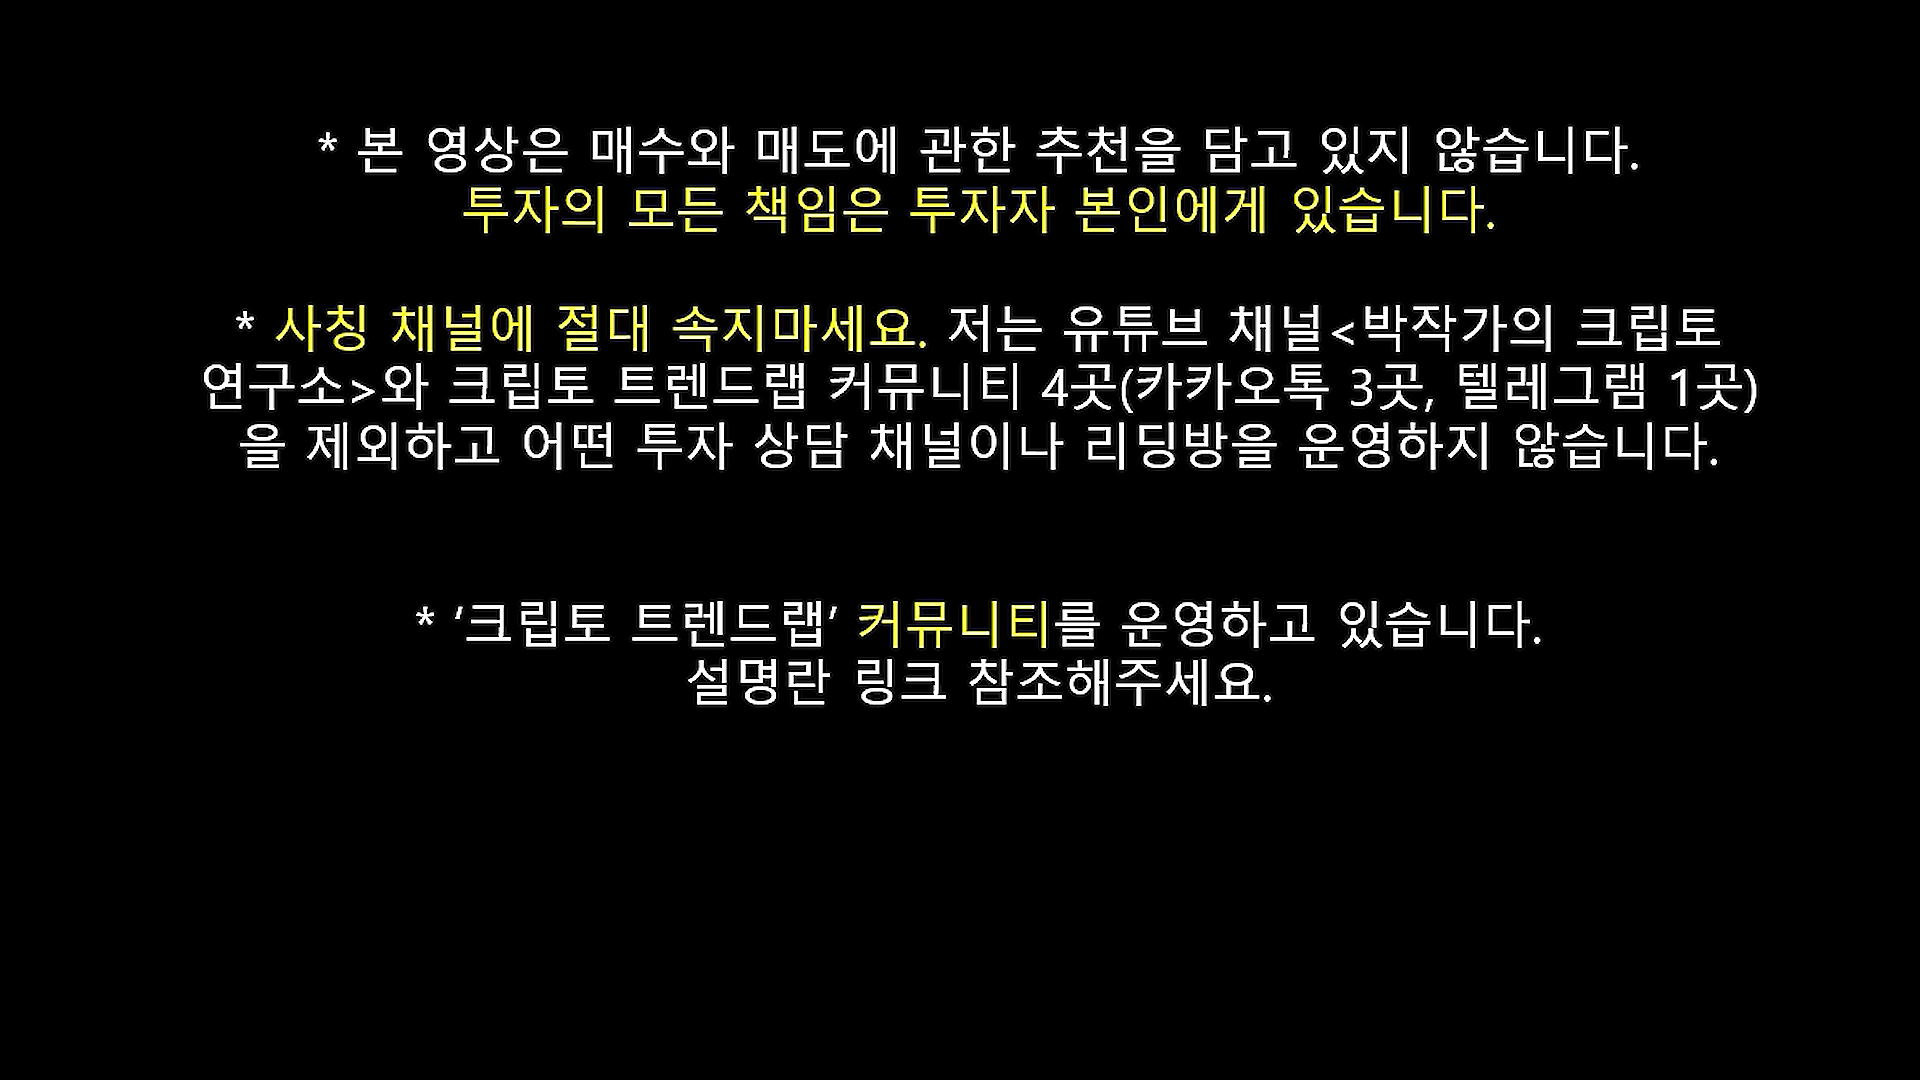 * 본 영상은 매수와 매도에 관한 추천을 담고 있지 않습니다.
투자의 모든 책임은 투자자 본인에게 있습니다.
* 사칭 채널에 절대 속지마세요. 저는 유튜브 채널<박작가의 크립토
연구소>와 크립토 트렌드랩 커뮤니티 4곳(카카오톡 3곳, 텔레그램 1곳)
을 제외하고 어떤 투자 상담 채널이나 리딩방을 운영하지 않습니다.
* ‘크립토 트렌드랩’ 커뮤니티를 운영하고 있습니다.
설명란 링크 참조해주세요.